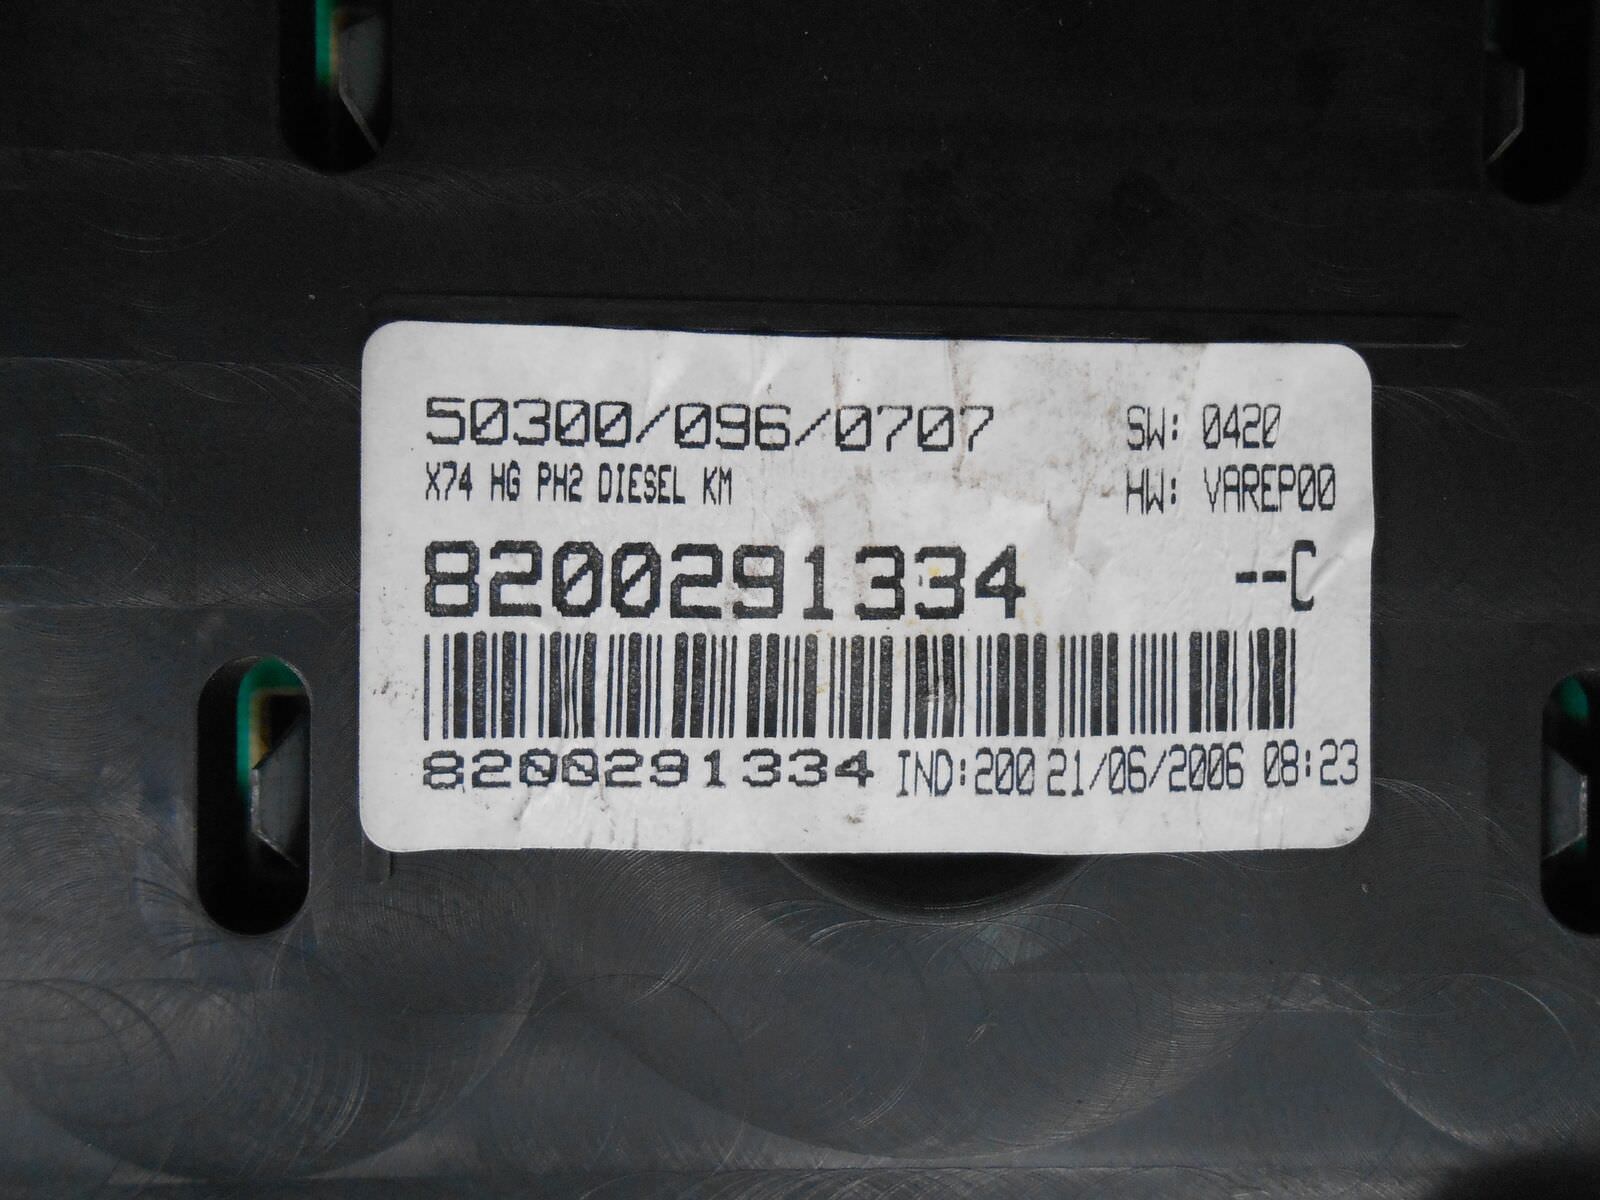 50300/096/0707 SW: 0420
X74 HG PH2 DIESEL KM HW: VAREP00
8200291334 --C
8200291334 IND:200 21/06/2006 08:23